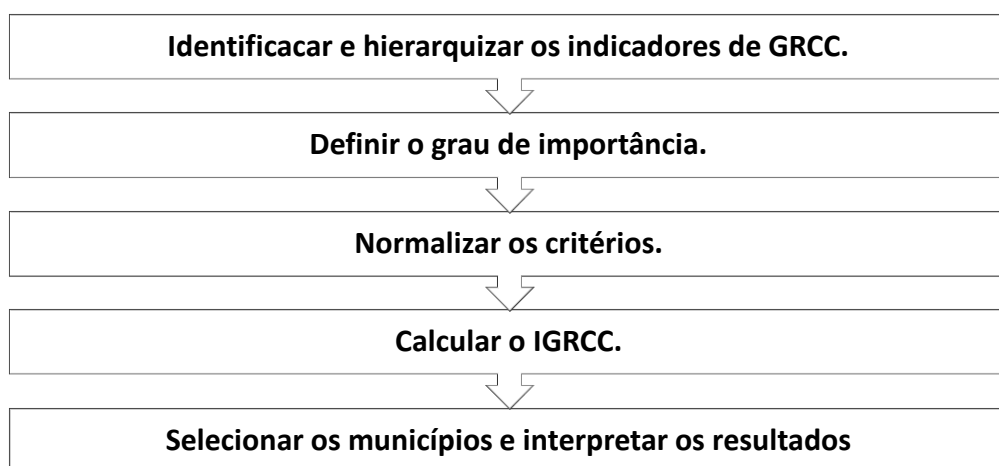 Identificacar e hierarquizar os indicadores de GRCC.
Definir o grau de importância.
Normalizar os critérios.
Calcular o IGRCC.
Selecionar os municípios e interpretar os resultados